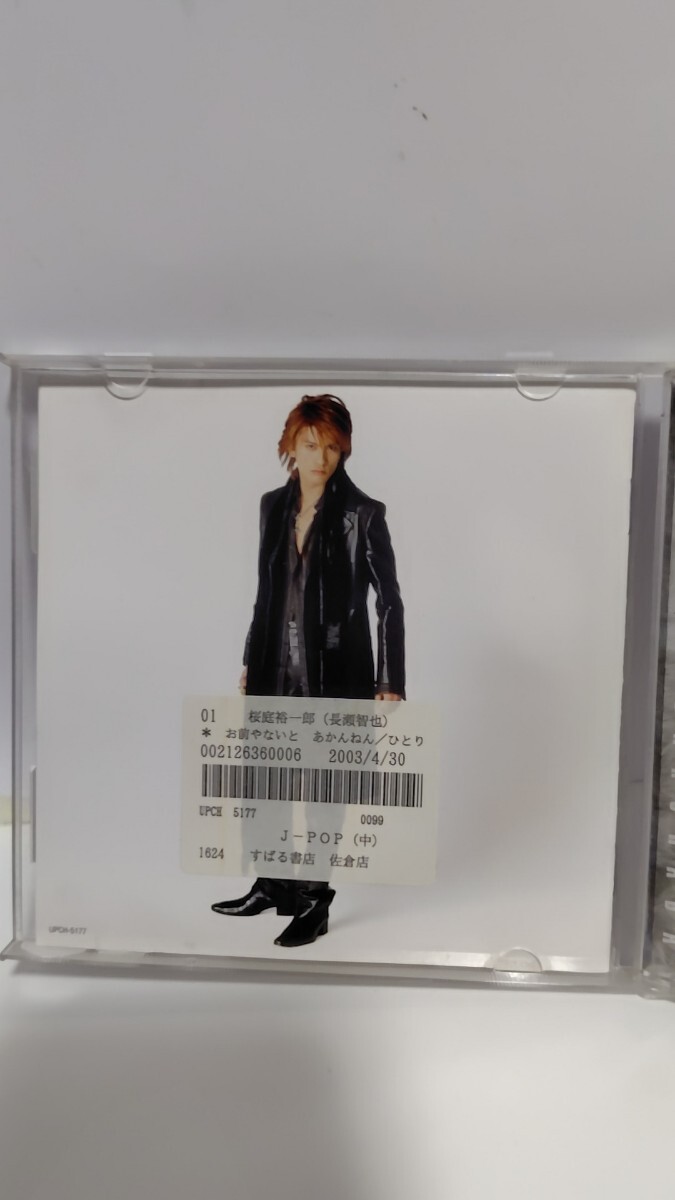 01 桜庭裕一郎（長瀬智也）
* お前やないと あかんねん／ひとり
002126360006 2003/4/30
UPCH 5177 0099
J-POP（中）
1624 すばる書店 佐倉店
UPCH-5177